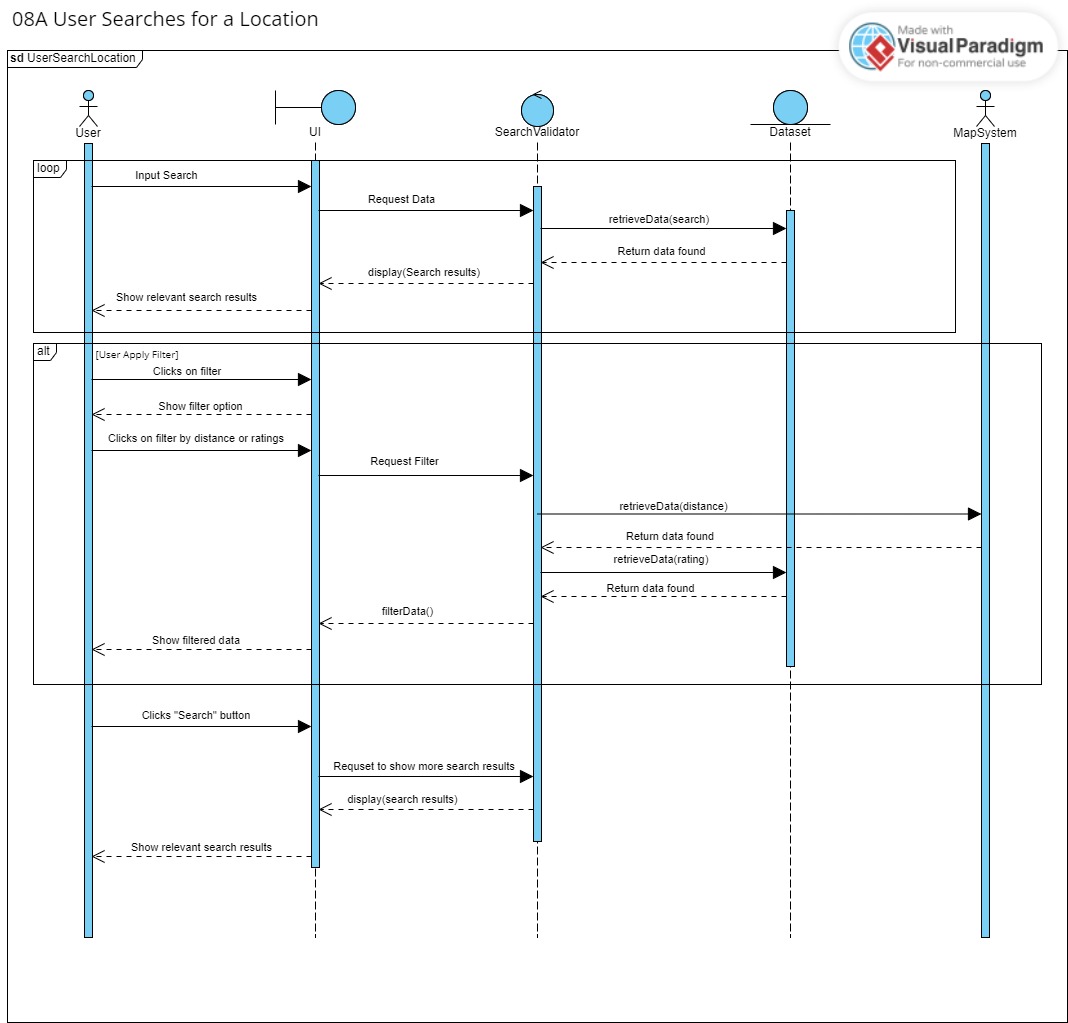 08A User Searches for a Location
Made with
Visual Paradigm
For non-commercial use
sd UserSearchLocation
User
UI
SearchValidator
Dataset
MapSystem
loop
Input Search
Request Data
retrieveData(search)
Return data found
display(Search results)
Show relevant search results
alt
[User Apply Filter]
Clicks on filter
Show filter option
Clicks on filter by distance or ratings
Request Filter
retrieveData(distance)
Return data found
retrieveData(rating)
Return data found
filterData()
Show filtered data
Clicks "Search" button
Requset to show more search results
display(search results)
Show relevant search results